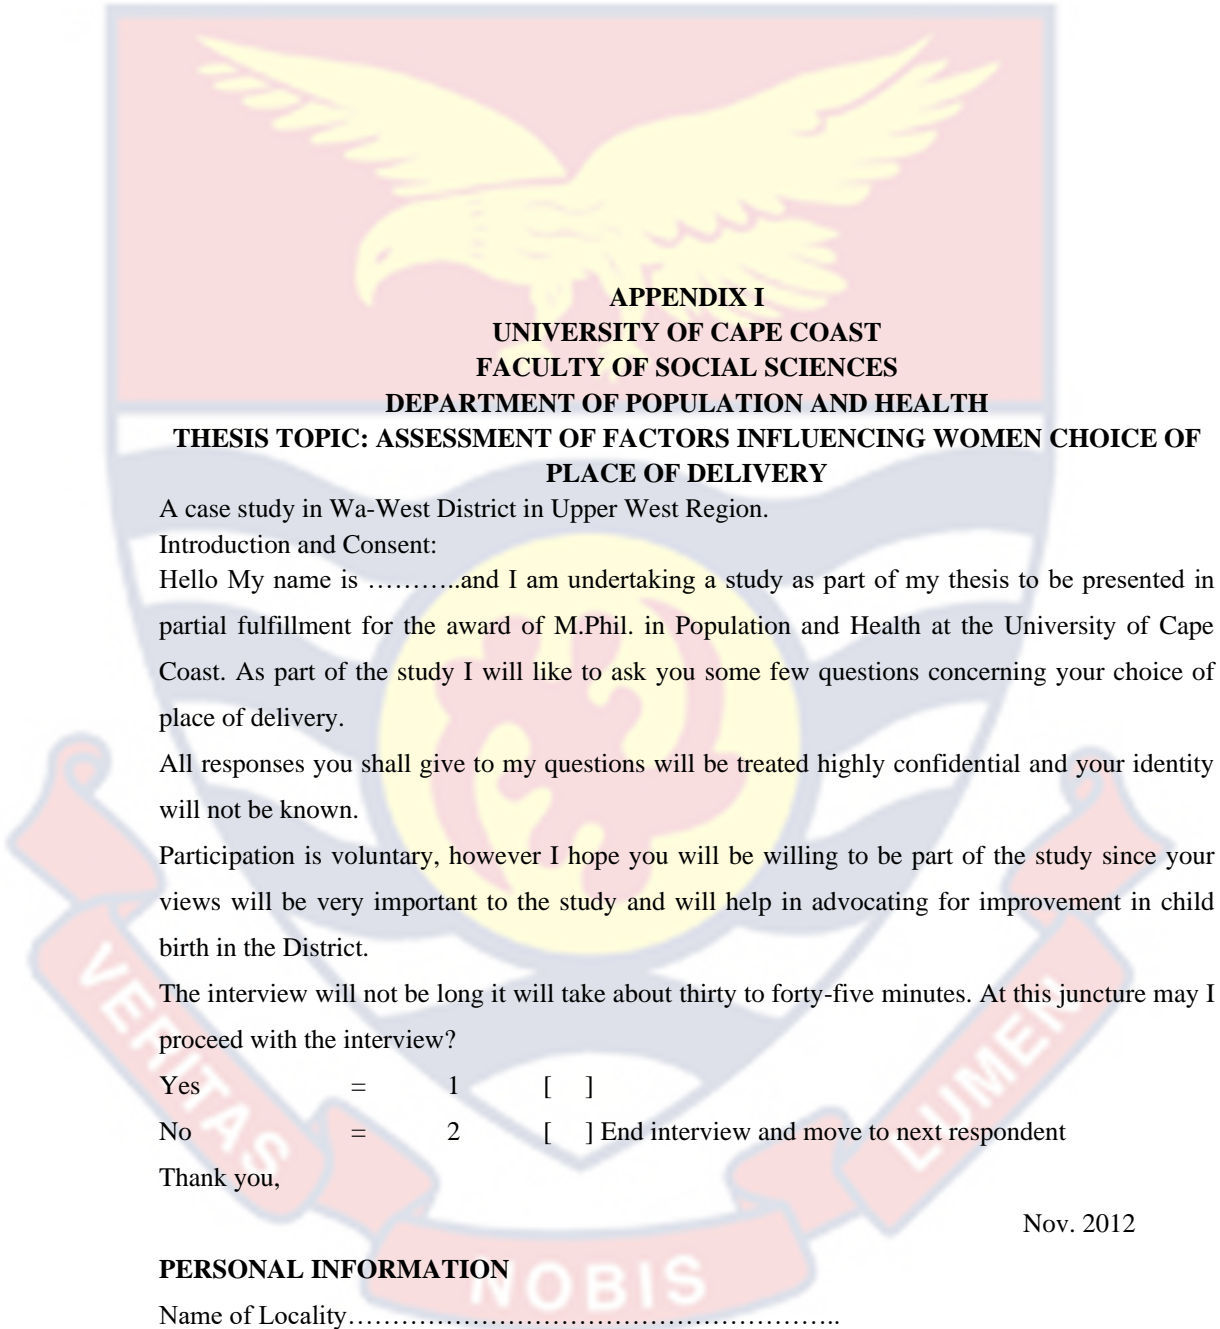 APPENDIX I
UNIVERSITY OF CAPE COAST
FACULTY OF SOCIAL SCIENCES
DEPARTMENT OF POPULATION AND HEALTH
THESIS TOPIC: ASSESSMENT OF FACTORS INFLUENCING WOMEN CHOICE OF
PLACE OF DELIVERY
A case study in Wa-West District in Upper West Region.
Introduction and Consent:
Hello My name is ………..and I am undertaking a study as part of my thesis to be presented in
partial fulfillment for the award of M.Phil. in Population and Health at the University of Cape
Coast. As part of the study I will like to ask you some few questions concerning your choice of
place of delivery.
All responses you shall give to my questions will be treated highly confidential and your identity
will not be known.
Participation is voluntary, however I hope you will be willing to be part of the study since your
views will be very important to the study and will help in advocating for improvement in child
birth in the District.
The interview will not be long it will take about thirty to forty-five minutes. At this juncture may I
proceed with the interview?
Yes = 1 [ ]
No = 2 [ ] End interview and move to next respondent
Thank you,
Nov. 2012
PERSONAL INFORMATION
Name of Locality………………………………………………..
VERITAS
NOBIS
LUMEN